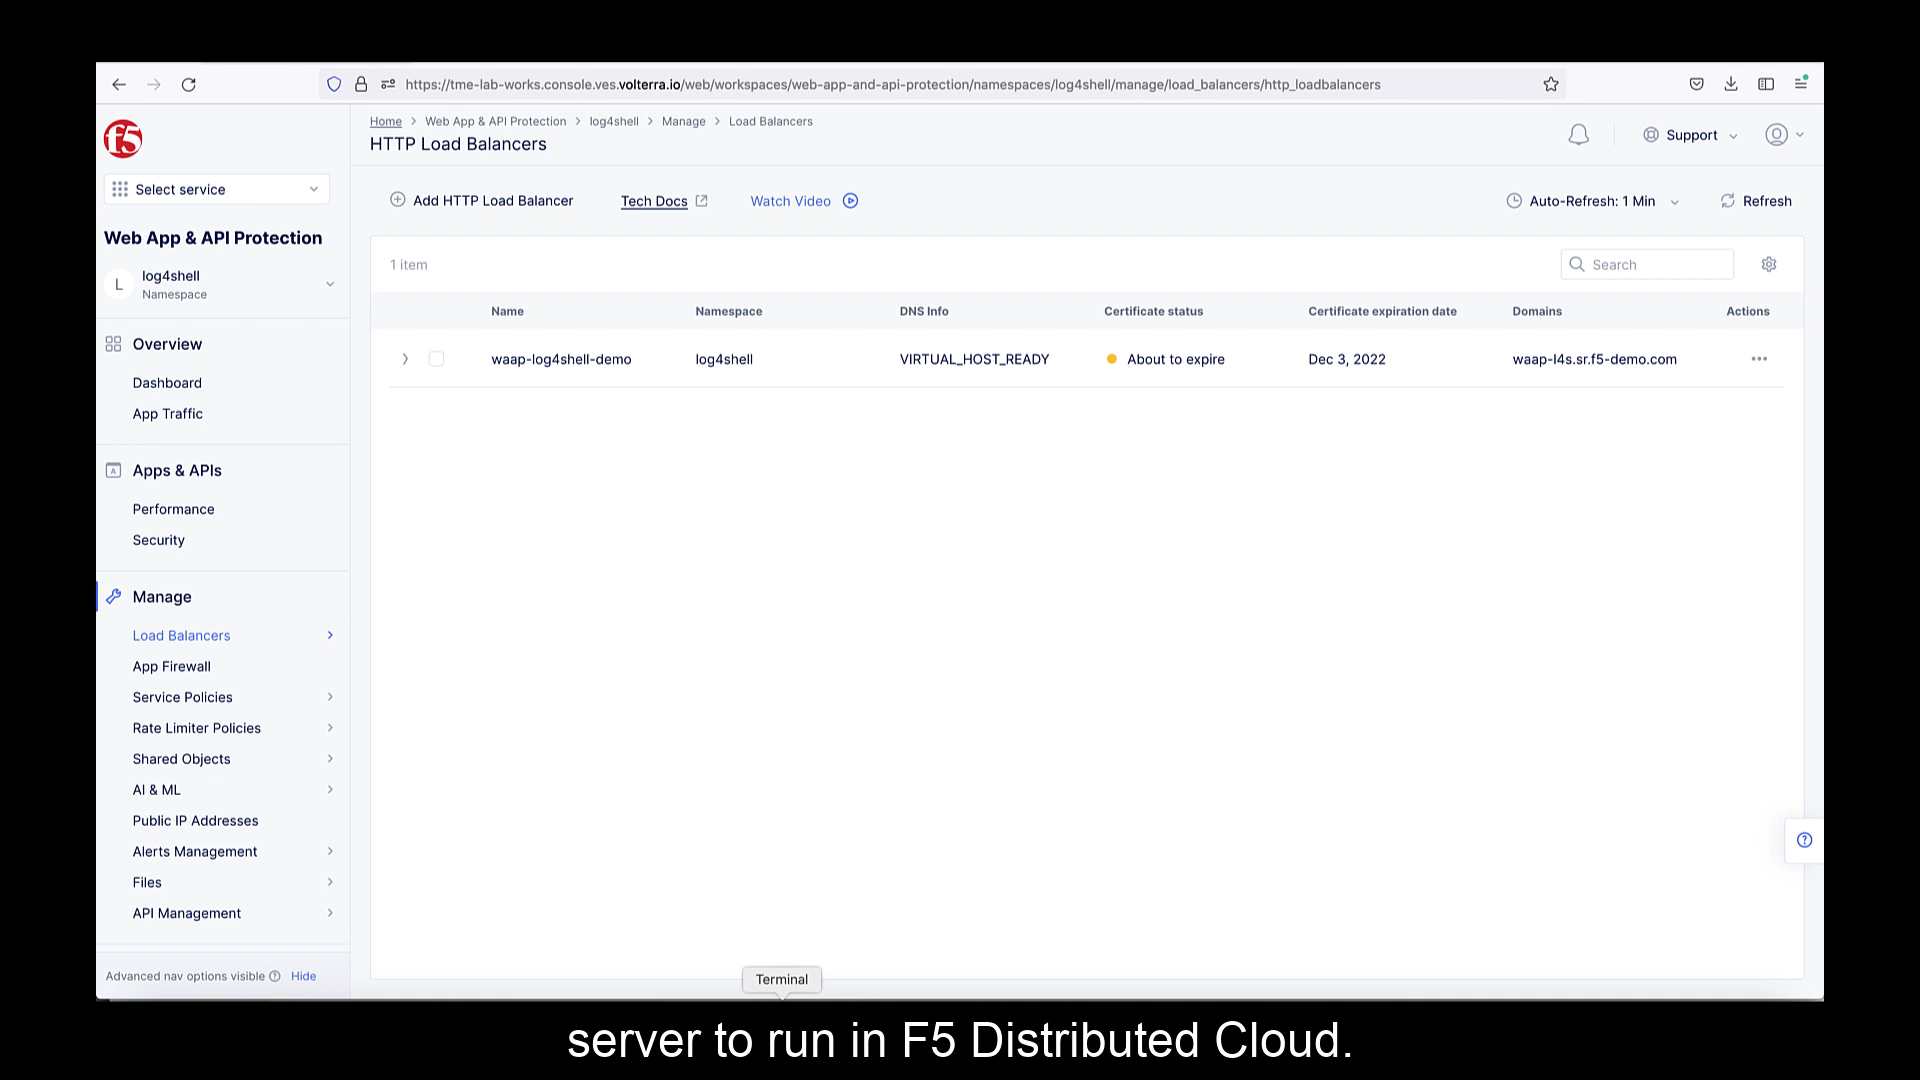 https://tme-lab-works.console.ves.volterra.io/web/workspaces/web-app-and-api-protection/namespaces/log4shell/manage/load_balancers/http_loadbalancers
f5
Select service
Web App & API Protection
L
log4shell
Namespace
Overview
Dashboard
App Traffic
Apps & APIs
Performance
Security
Manage
Load Balancers
App Firewall
Service Policies
Rate Limiter Policies
Shared Objects
AI & ML
Public IP Addresses
Alerts Management
Files
API Management
Advanced nav options visible Hide
Home > Web App & API Protection > log4shell > Manage > Load Balancers
HTTP Load Balancers
Support
Add HTTP Load Balancer Tech Docs Watch Video Auto-Refresh: 1 Min Refresh
1 item Search
Name Namespace DNS Info Certificate status Certificate expiration date Domains Actions
waap-log4shell-demo log4shell VIRTUAL_HOST_READY About to expire Dec 3, 2022 waap-l4s.sr.f5-demo.com
Terminal
server to run in F5 Distributed Cloud.